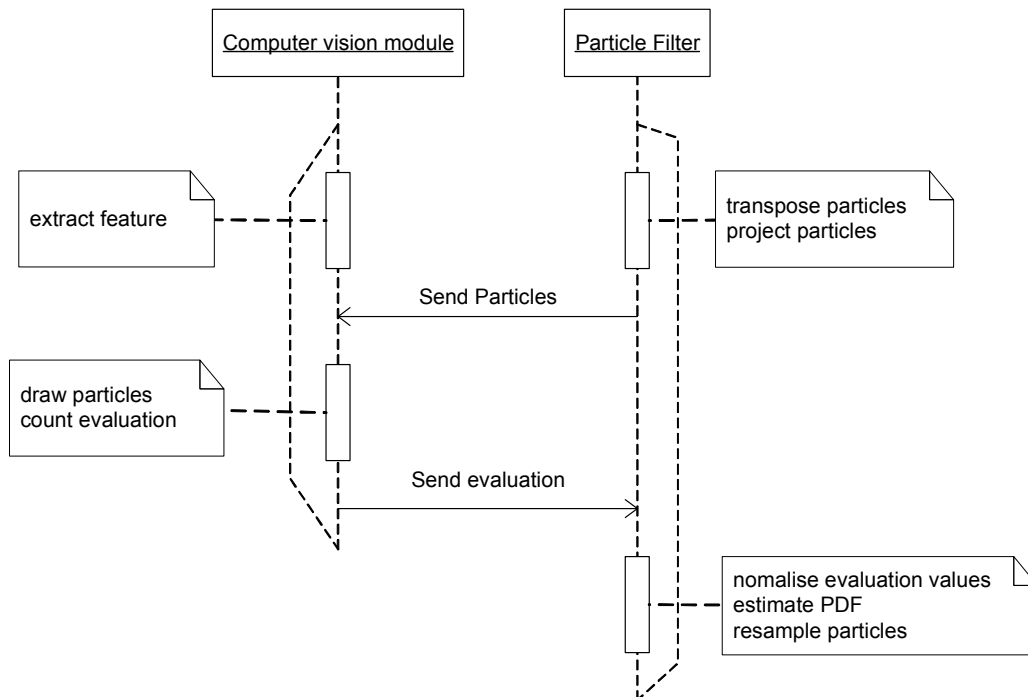 Computer vision module
Particle Filter
extract feature
transpose particles
project particles
Send Particles
draw particles
count evaluation
Send evaluation
nomalise evaluation values
estimate PDF
resample particles